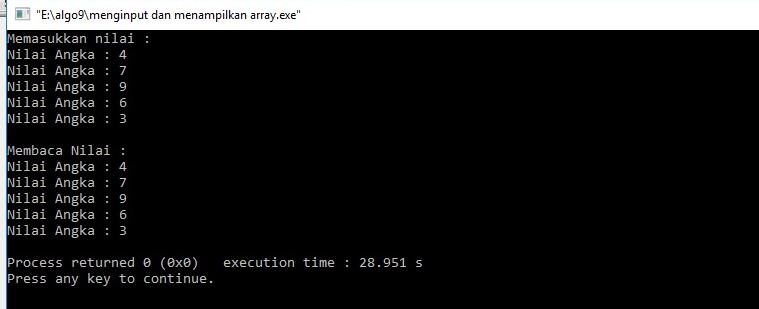 "E:\algo9\menginput dan menampilkan array.exe"
Memasukkan nilai :
Nilai Angka : 4
Nilai Angka : 7
Nilai Angka : 9
Nilai Angka : 6
Nilai Angka : 3
Membaca Nilai :
Nilai Angka : 4
Nilai Angka : 7
Nilai Angka : 9
Nilai Angka : 6
Nilai Angka : 3
Process returned 0 (0x0)   execution time : 28.951 s
Press any key to continue.